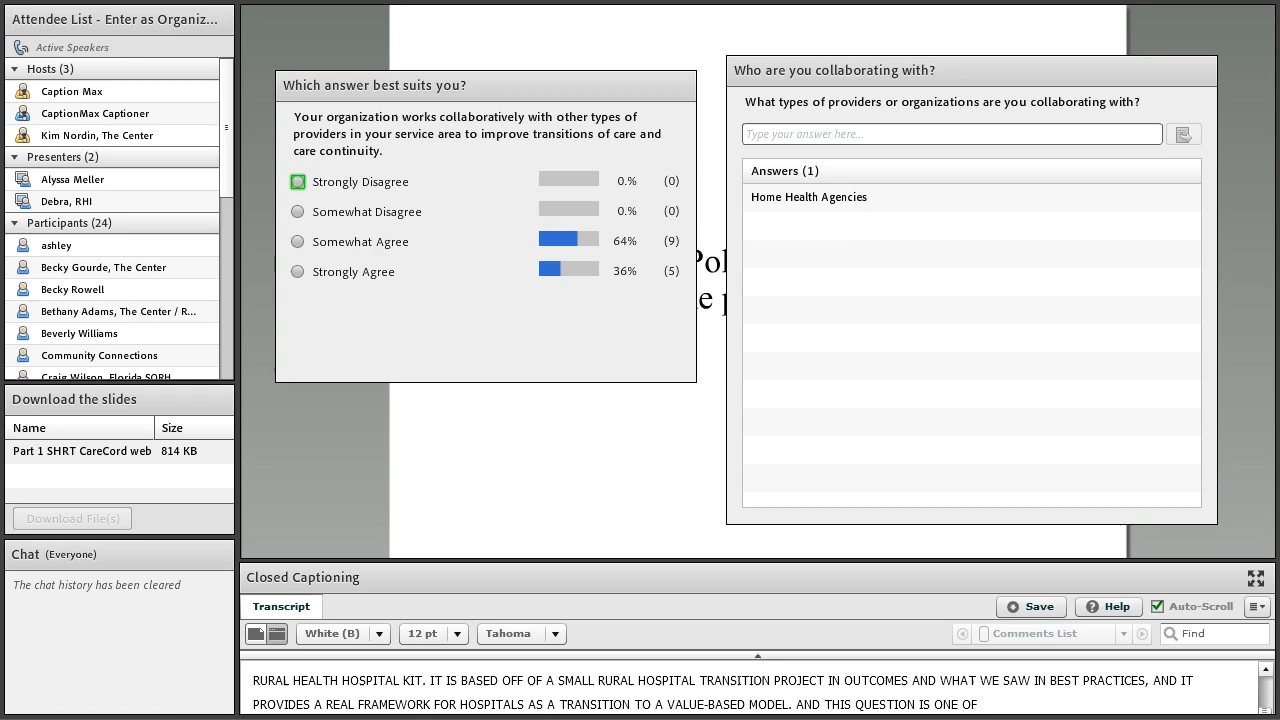 Attendee List - Enter as Organiz...
Active Speakers
Hosts (3)
Caption Max
CaptionMax Captioner
Kim Nordin, The Center
Presenters (2)
Alyssa Meller
Debra, RHI
Participants (24)
ashley
Becky Gourde, The Center
Becky Rowell
Bethany Adams, The Center / R...
Beverly Williams
Community Connections
Craig Wilson, Florida SORH
Download the slides
Name Size
Part 1 SHRT CareCord web 814 KB
Download File(s)
Chat (Everyone)
The chat history has been cleared
Which answer best suits you?
Your organization works collaboratively with other types of
providers in your service area to improve transitions of care and
care continuity.
Strongly Disagree 0.% (0)
Somewhat Disagree 0.% (0)
Somewhat Agree 64% (9)
Strongly Agree 36% (5)
Who are you collaborating with?
What types of providers or organizations are you collaborating with?
Type your answer here...
Answers (1)
Home Health Agencies
Closed Captioning
Transcript
Save
Help
Auto-Scroll
White (B)
12 pt
Tahoma
Comments List
Find
RURAL HEALTH HOSPITAL KIT. IT IS BASED OFF OF A SMALL RURAL HOSPITAL TRANSITION PROJECT IN OUTCOMES AND WHAT WE SAW IN BEST PRACTICES, AND IT
PROVIDES A REAL FRAMEWORK FOR HOSPITALS AS A TRANSITION TO A VALUE-BASED MODEL. AND THIS QUESTION IS ONE OF